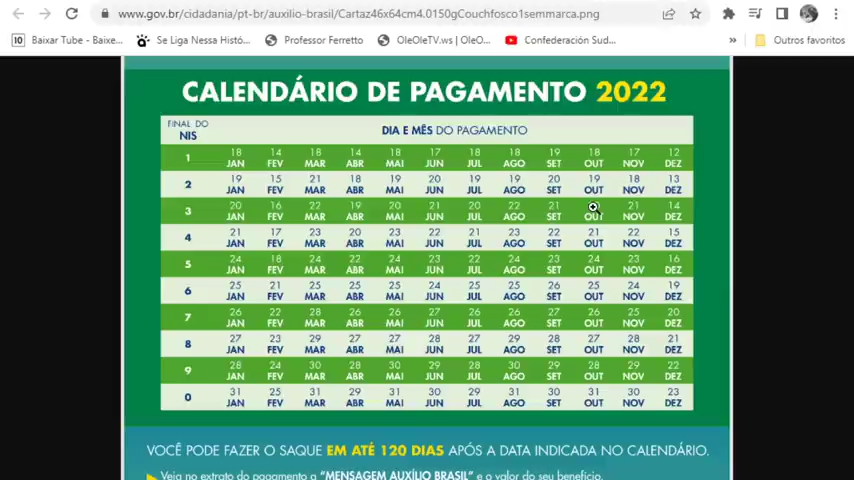 www.gov.br/cidadania/pt-br/auxilio-brasil/Cartaz46x64cm4.0150gCouchfosco1semmarca.png
Baixar Tube - Baixe... Se Liga Nessa Histó... Professor Ferretto OleOleTV.ws | OleO... Confederación Sud... » Outros favoritos
CALENDÁRIO DE PAGAMENTO 2022
FINAL DO NIS DIA E MÊS DO PAGAMENTO
1 18 JAN 14 FEV 18 MAR 14 ABR 18 MAI 17 JUN 18 JUL 18 AGO 19 SET 18 OUT 17 NOV 12 DEZ
2 19 JAN 15 FEV 21 MAR 18 ABR 19 MAI 20 JUN 19 JUL 19 AGO 20 SET 19 OUT 18 NOV 13 DEZ
3 20 JAN 16 FEV 22 MAR 19 ABR 20 MAI 21 JUN 20 JUL 22 AGO 21 SET OUT 21 NOV 14 DEZ
4 21 JAN 17 FEV 23 MAR 20 ABR 23 MAI 22 JUN 21 JUL 23 AGO 22 SET 21 OUT 22 NOV 15 DEZ
5 24 JAN 18 FEV 24 MAR 22 ABR 24 MAI 23 JUN 22 JUL 24 AGO 23 SET 24 OUT 23 NOV 16 DEZ
6 25 JAN 21 FEV 25 MAR 25 ABR 25 MAI 24 JUN 25 JUL 25 AGO 26 SET 25 OUT 24 NOV 19 DEZ
7 26 JAN 22 FEV 28 MAR 26 ABR 26 MAI 27 JUN 26 JUL 26 AGO 27 SET 26 OUT 25 NOV 20 DEZ
8 27 JAN 23 FEV 29 MAR 27 ABR 27 MAI 28 JUN 27 JUL 29 AGO 28 SET 27 OUT 28 NOV 21 DEZ
9 28 JAN 24 FEV 30 MAR 28 ABR 30 MAI 29 JUN 28 JUL 30 AGO 29 SET 28 OUT 29 NOV 22 DEZ
0 31 JAN 25 FEV 31 MAR 29 ABR 31 MAI 30 JUN 29 JUL 31 AGO 30 SET 31 OUT 30 NOV 23 DEZ
VOCÊ PODE FAZER O SAQUE EM ATÉ 120 DIAS APÓS A DATA INDICADA NO CALENDÁRIO.
Veja no extrato do pagamento a "MENSAGEM AUXÍLIO BRASIL" e o valor do seu benefício.